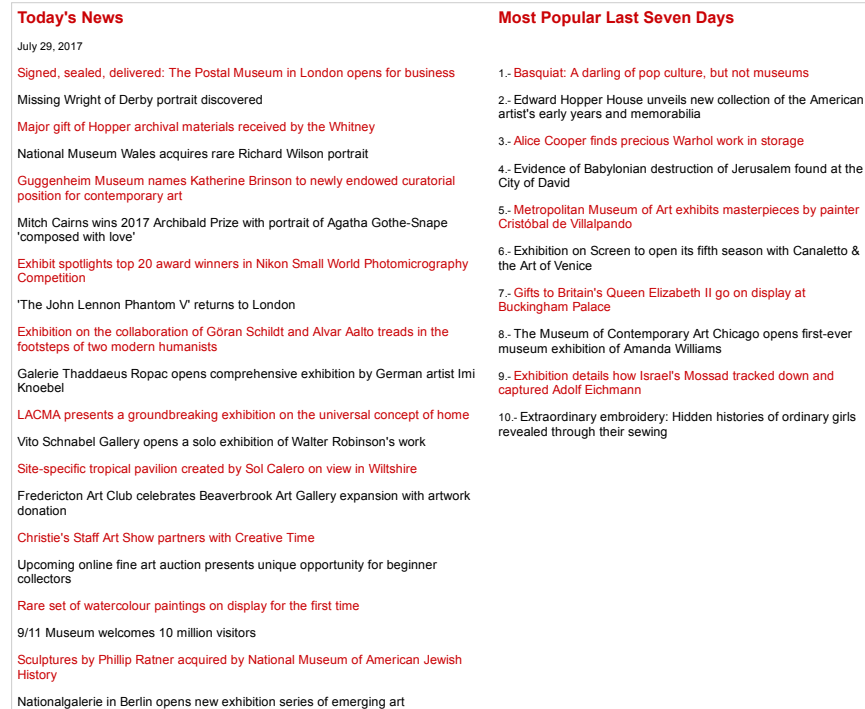 Today's News
July 29, 2017
Signed, sealed, delivered: The Postal Museum in London opens for business
Missing Wright of Derby portrait discovered
Major gift of Hopper archival materials received by the Whitney
National Museum Wales acquires rare Richard Wilson portrait
Guggenheim Museum names Katherine Brinson to newly endowed curatorial
position for contemporary art
Mitch Cairns wins 2017 Archibald Prize with portrait of Agatha Gothe-Snape
'composed with love'
Exhibit spotlights top 20 award winners in Nikon Small World Photomicrography
Competition
'The John Lennon Phantom V' returns to London
Exhibition on the collaboration of Göran Schildt and Alvar Aalto treads in the
footsteps of two modern humanists
Galerie Thaddaeus Ropac opens comprehensive exhibition by German artist Imi
Knoebel
LACMA presents a groundbreaking exhibition on the universal concept of home
Vito Schnabel Gallery opens a solo exhibition of Walter Robinson's work
Site-specific tropical pavilion created by Sol Calero on view in Wiltshire
Fredericton Art Club celebrates Beaverbrook Art Gallery expansion with artwork
donation
Christie's Staff Art Show partners with Creative Time
Upcoming online fine art auction presents unique opportunity for beginner
collectors
Rare set of watercolour paintings on display for the first time
9/11 Museum welcomes 10 million visitors
Sculptures by Phillip Ratner acquired by National Museum of American Jewish
History
Nationalgalerie in Berlin opens new exhibition series of emerging art
Most Popular Last Seven Days
1.- Basquiat: A darling of pop culture, but not museums
2.- Edward Hopper House unveils new collection of the American
artist's early years and memorabilia
3.- Alice Cooper finds precious Warhol work in storage
4.- Evidence of Babylonian destruction of Jerusalem found at the
City of David
5.- Metropolitan Museum of Art exhibits masterpieces by painter
Cristóbal de Villalpando
6.- Exhibition on Screen to open its fifth season with Canaletto &
the Art of Venice
7.- Gifts to Britain's Queen Elizabeth II go on display at
Buckingham Palace
8.- The Museum of Contemporary Art Chicago opens first-ever
museum exhibition of Amanda Williams
9.- Exhibition details how Israel's Mossad tracked down and
captured Adolf Eichmann
10.- Extraordinary embroidery: Hidden histories of ordinary girls
revealed through their sewing